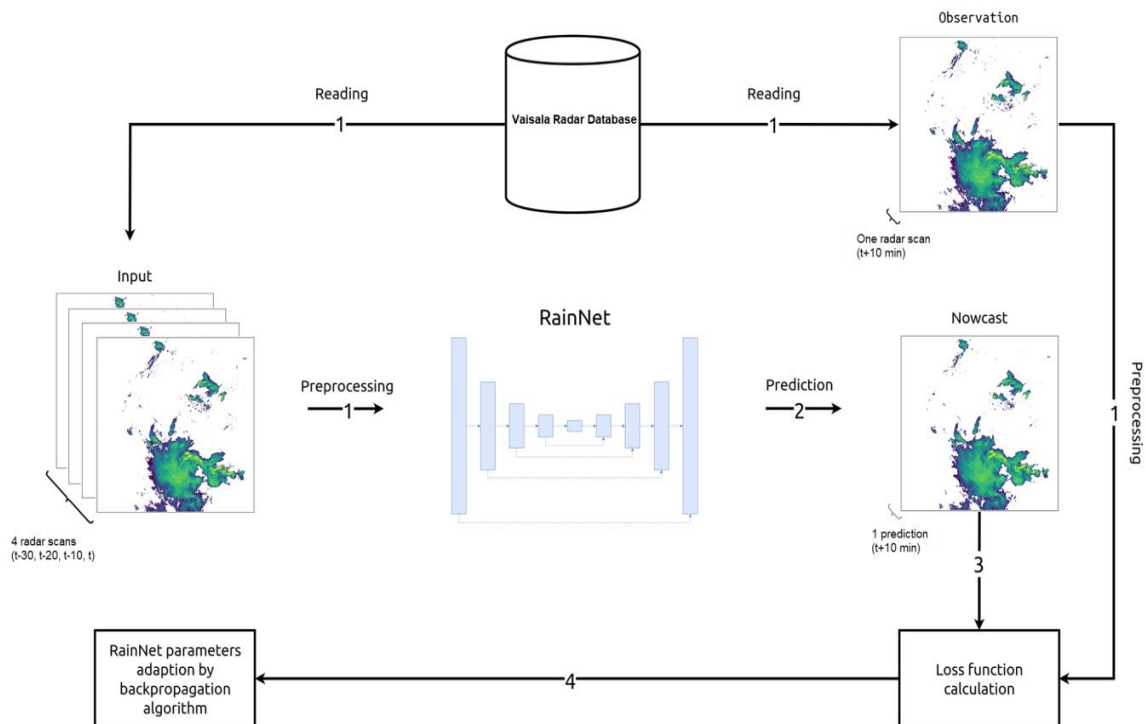 Observation
Reading
Reading
1
Vaisala Radar Database
1
One radar scan
(t+10 min)
Input
RainNet
Nowcast
Preprocessing
1
Prediction
2
1
Preprocessing
4 radar scans
(t-30, t-20, t-10, t)
1 prediction
(t+10 min)
3
RainNet parameters
adaption by
backpropagation
algorithm
4
Loss function
calculation